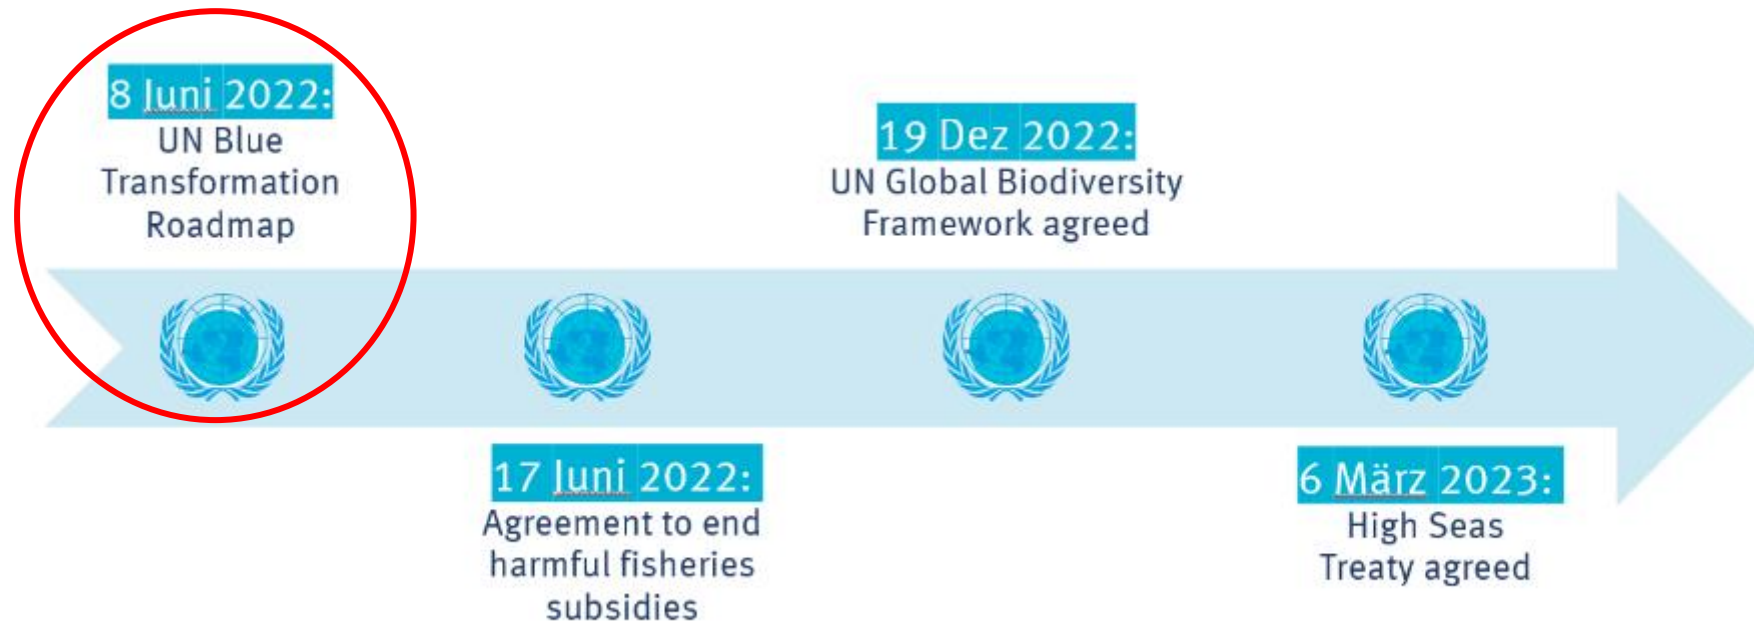 8 Juni 2022:
UN Blue
Transformation
Roadmap
17 Juni 2022:
Agreement to end
harmful fisheries
subsidies
19 Dez 2022:
UN Global Biodiversity
Framework agreed
6 März 2023:
High Seas
Treaty agreed